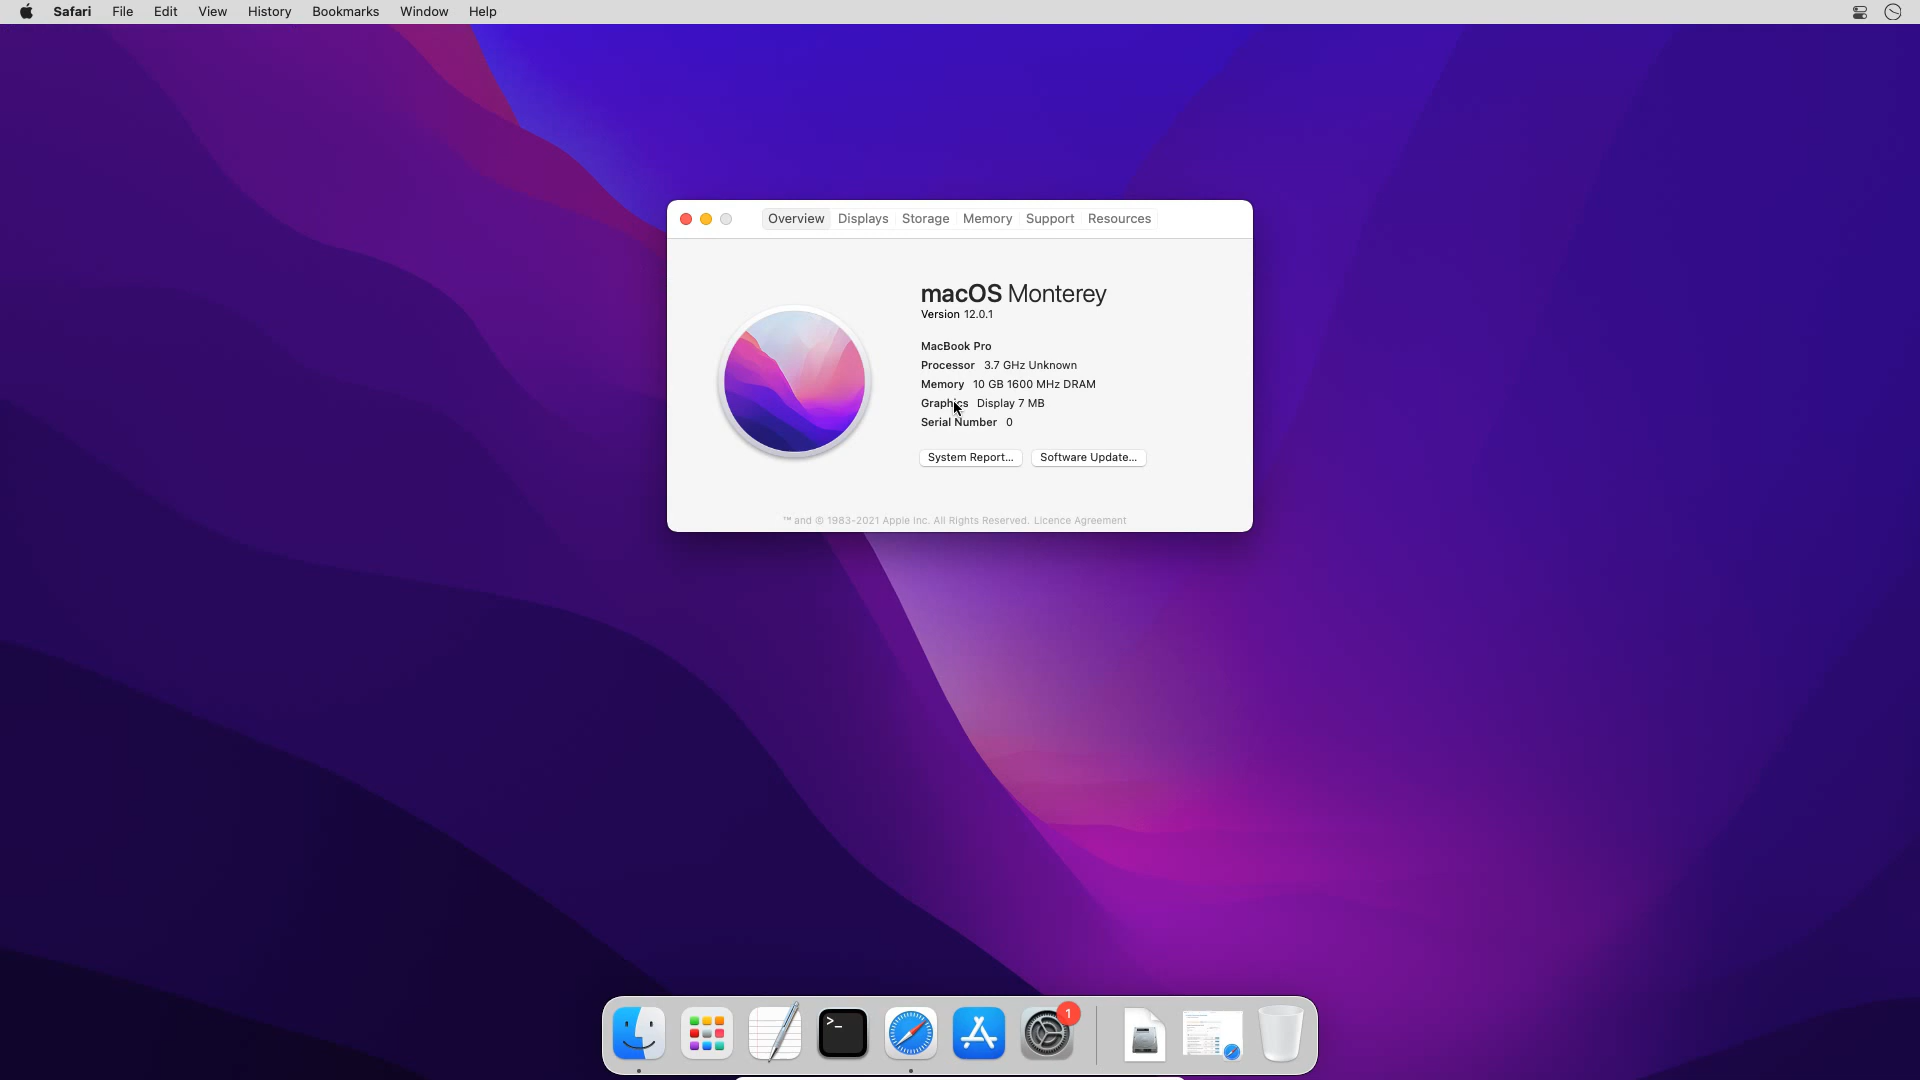 Safari File Edit View History Bookmarks Window Help
Overview Displays Storage Memory Support Resources
macOS Monterey
Version 12.0.1
MacBook Pro
Processor 3.7 GHz Unknown
Memory 10 GB 1600 MHz DRAM
Graphics Display 7 MB
Serial Number 0
System Report... Software Update...
™ and © 1983-2021 Apple Inc. All Rights Reserved. Licence Agreement
>_
1